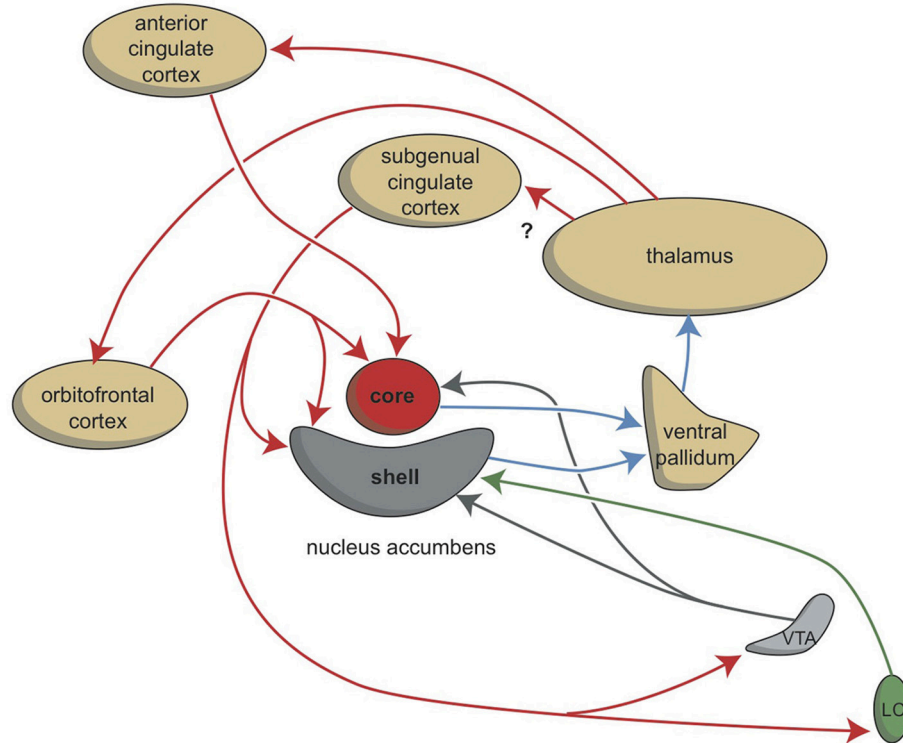 anterior
cingulate
cortex
subgenual
cingulate
cortex
?
thalamus
orbitofrontal
cortex
core
ventral
pallidum
shell
nucleus accumbens
VTA
LC